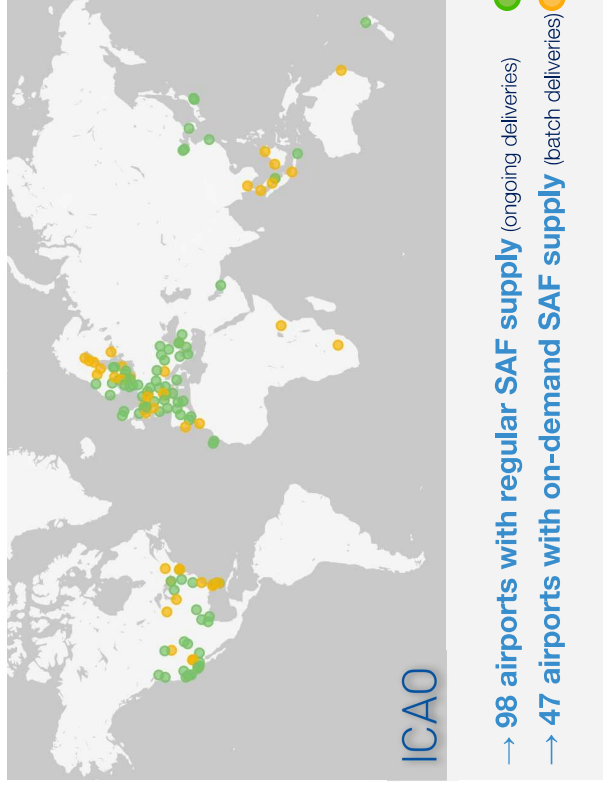 ICAO
→ 98 airports with regular SAF supply (ongoing deliveries)
→ 47 airports with on-demand SAF supply (batch deliveries)